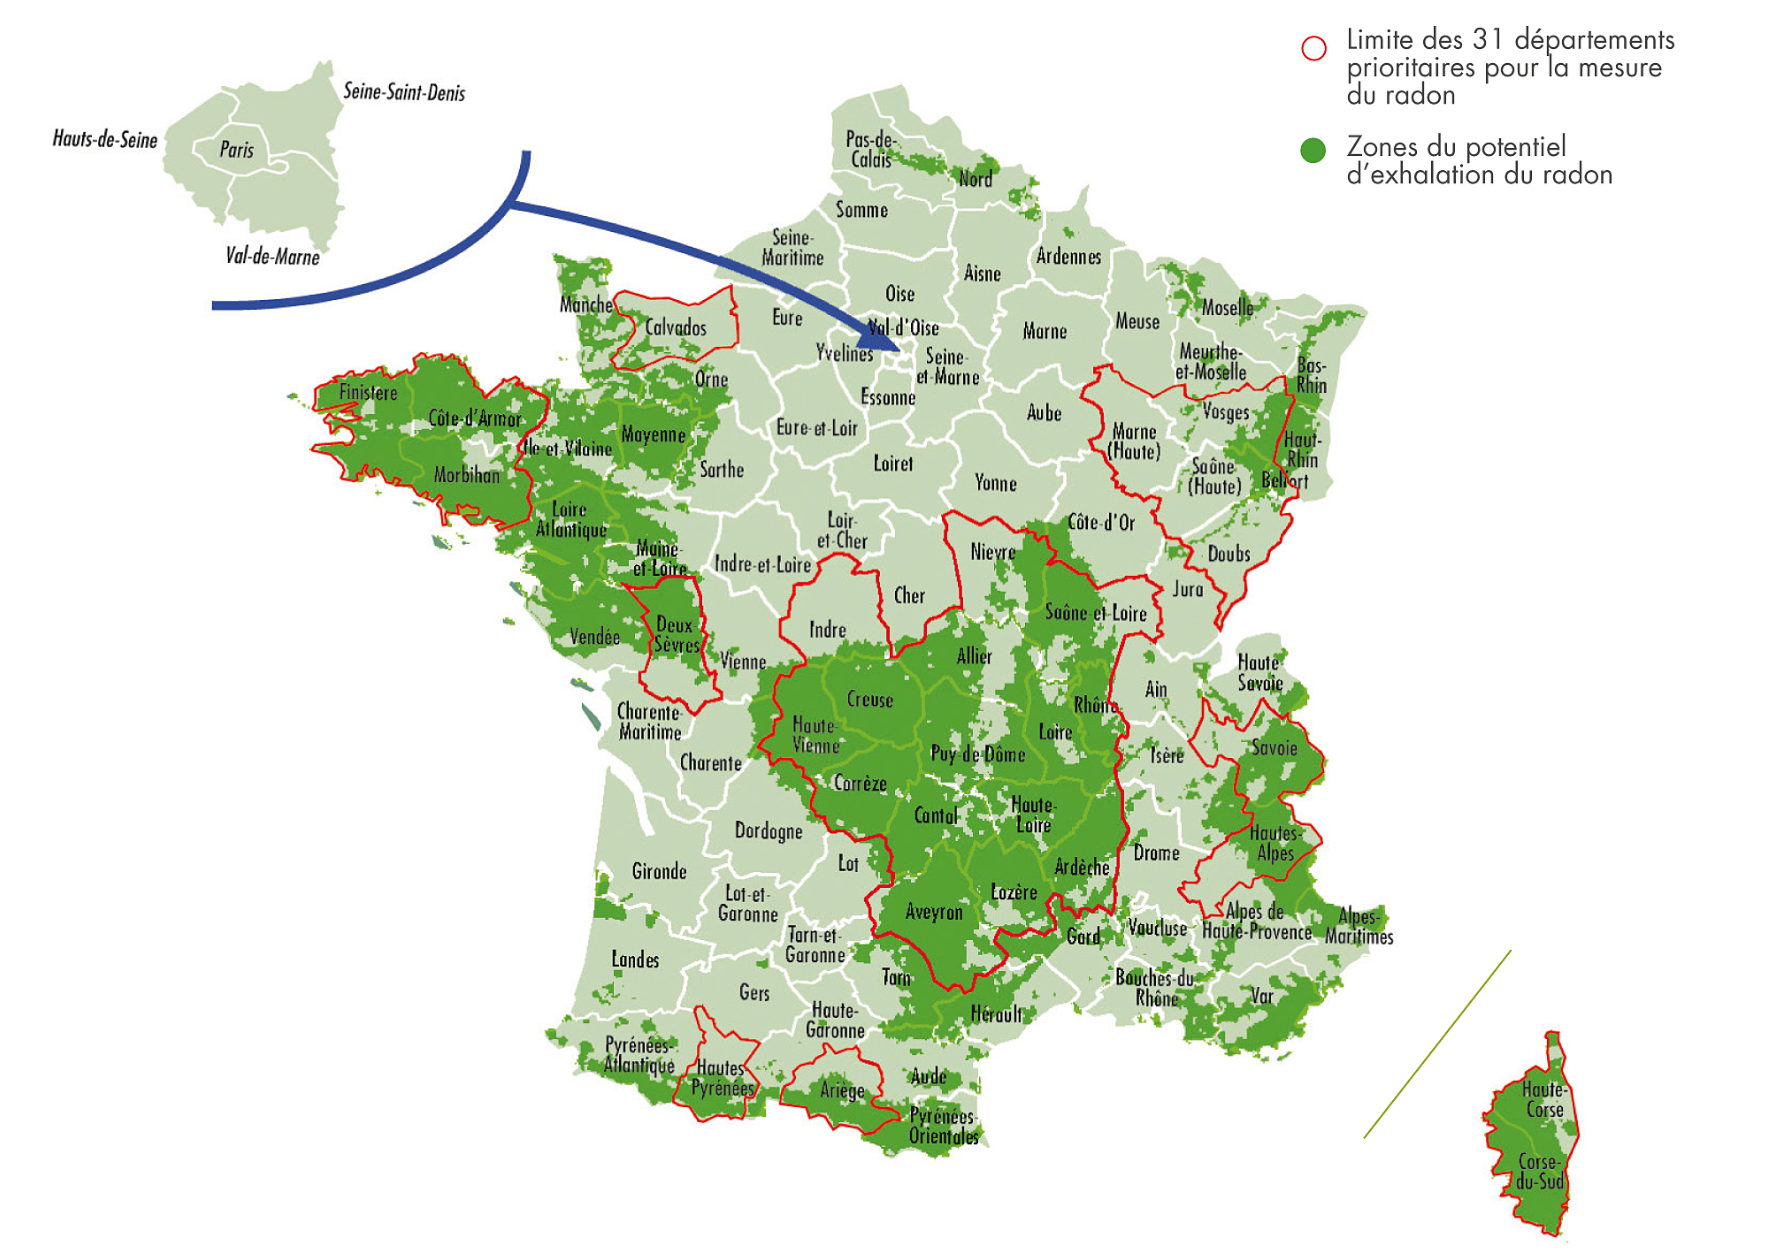 Limite des 31 départements
prioritaires pour la mesure
du radon
Zones du potentiel
d'exhalation du radon
Seine-Saint-Denis
Hauts-de-Seine
Paris
Val-de-Marne
Pas-de-
Calais
Nord
Somme
Seine-
Maritime
Ardennes
Aisne
Oise
Manche
Calvados
Eure
Val-d'Oise
Moselle
Meuse
Marne
Yvelines
Seine-
et-Marne
Meurthe-
et-Moselle
Bas-
Rhin
Orne
Essonne
Finistere
Côte-d'Armor
Aube
Vosges
Eure-et-Loir
Mayenne
Ile-et-Vilaine
Marne
(Haute)
Haut-
Rhin
Sarthe
Loiret
Morbihan
Yonne
Saône
(Haute)
Belfort
Loire
Atlantique
Loir-
et-Cher
Côte-d'Or
Maine-
et-Loire
Indre-et-Loire
Nievre
Doubs
Cher
Jura
Saône-et-Loire
Vendée
Deux
Sèvres
Indre
Vienne
Allier
Haute
Savoie
Ain
Creuse
Rhône
Charente-
Maritime
Haute-
Vienne
Loire
Savoie
Puy-de-Dôme
Isère
Charente
Corrèze
Cantal
Haute-
Loire
Dordogne
Hautes-
Alpes
Drome
Lot
Ardèche
Gironde
Lozère
Lot-et-
Garonne
Aveyron
Alpes de
Haute-Provence
Alpes-
Maritimes
Gard
Vaucluse
Tarn-et-
Garonne
Landes
Tarn
Bouches-du
Rhône
Gers
Var
Haute-
Garonne
Hérault
Pyrénées-
Atlantique
Hautes
Pyrénées
Ariège
Aude
Pyrénées-
Orientales
Haute-
Corse
Corse-
du-Sud